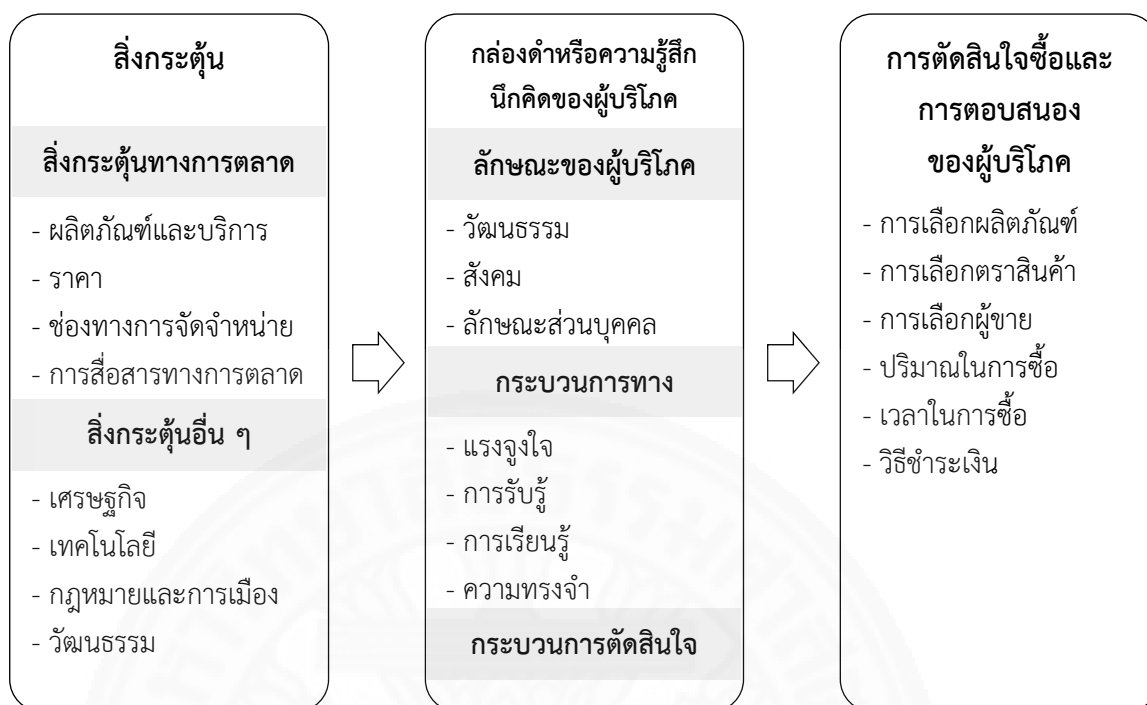 สิ่งกระตุ้น
สิ่งกระตุ้นทางการตลาด
- ผลิตภัณฑ์และบริการ
- ราคา
- ช่องทางการจัดจำหน่าย
- การสื่อสารทางการตลาด
สิ่งกระตุ้นอื่น ๆ
- เศรษฐกิจ
- เทคโนโลยี
- กฎหมายและการเมือง
- วัฒนธรรม
กล่องดำหรือความรู้สึก
นึกคิดของผู้บริโภค
ลักษณะของผู้บริโภค
- วัฒนธรรม
- สังคม
- ลักษณะส่วนบุคคล
กระบวนการทาง
- แรงจูงใจ
- การรับรู้
- การเรียนรู้
- ความทรงจำ
กระบวนการตัดสินใจ
การตัดสินใจซื้อและ
การตอบสนอง
ของผู้บริโภค
- การเลือกผลิตภัณฑ์
- การเลือกตราสินค้า
- การเลือกผู้ขาย
- ปริมาณในการซื้อ
- เวลาในการซื้อ
- วิธีชำระเงิน